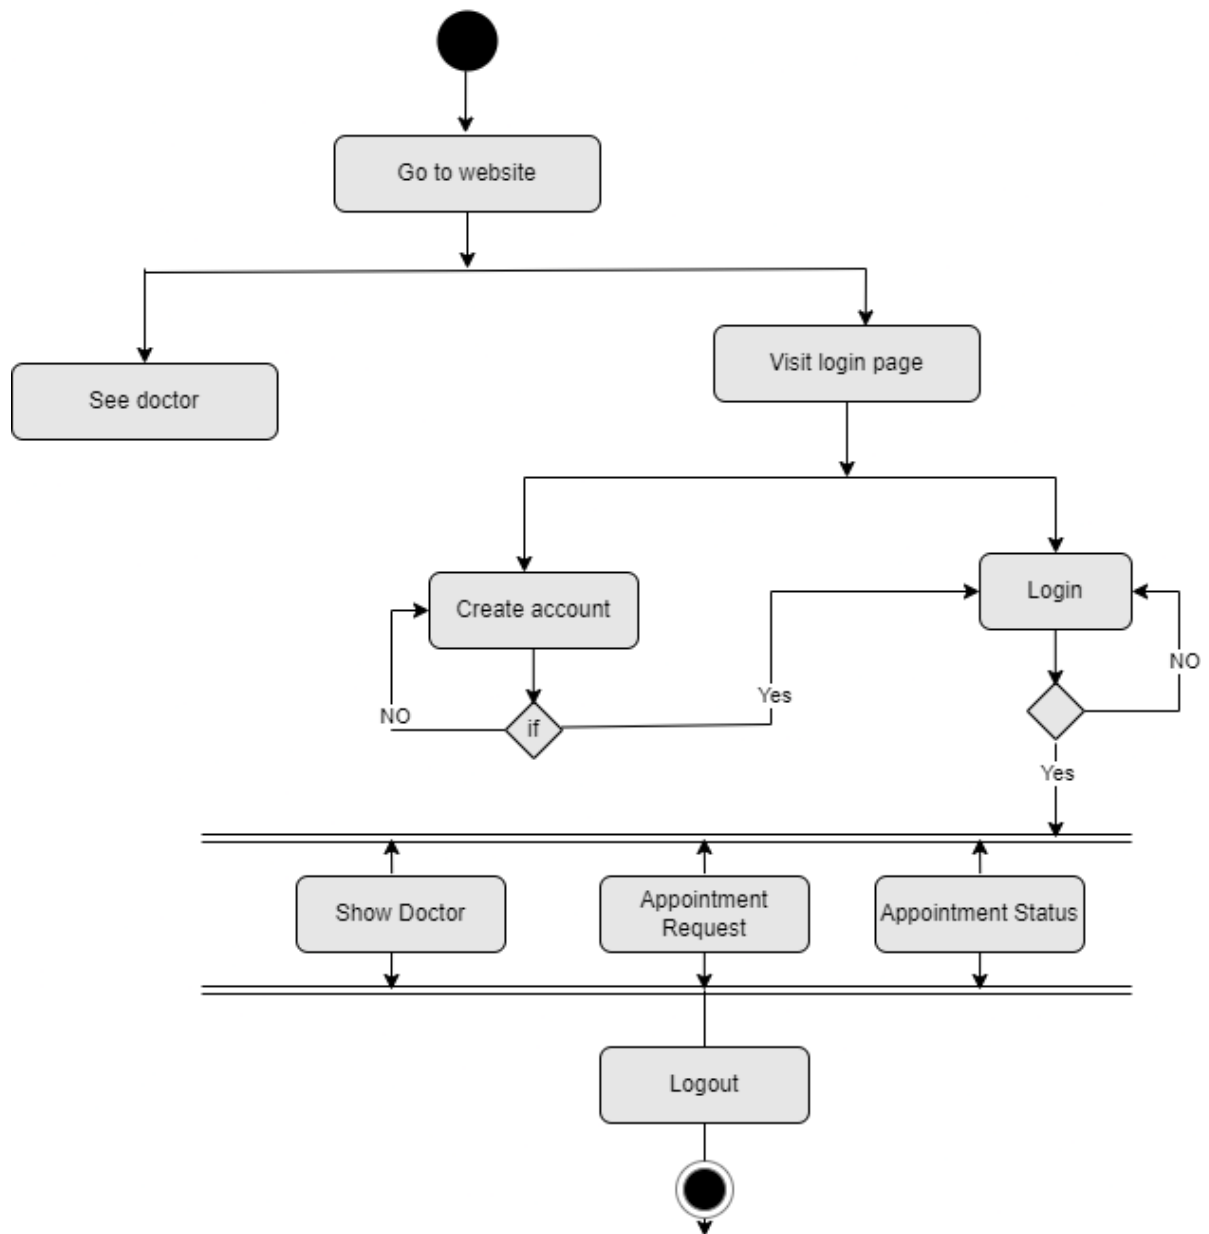 Go to website
Visit login page
See doctor
Create account
Login
NO
Yes
NO
if
Yes
Show Doctor
Appointment
Request
Appointment Status
Logout